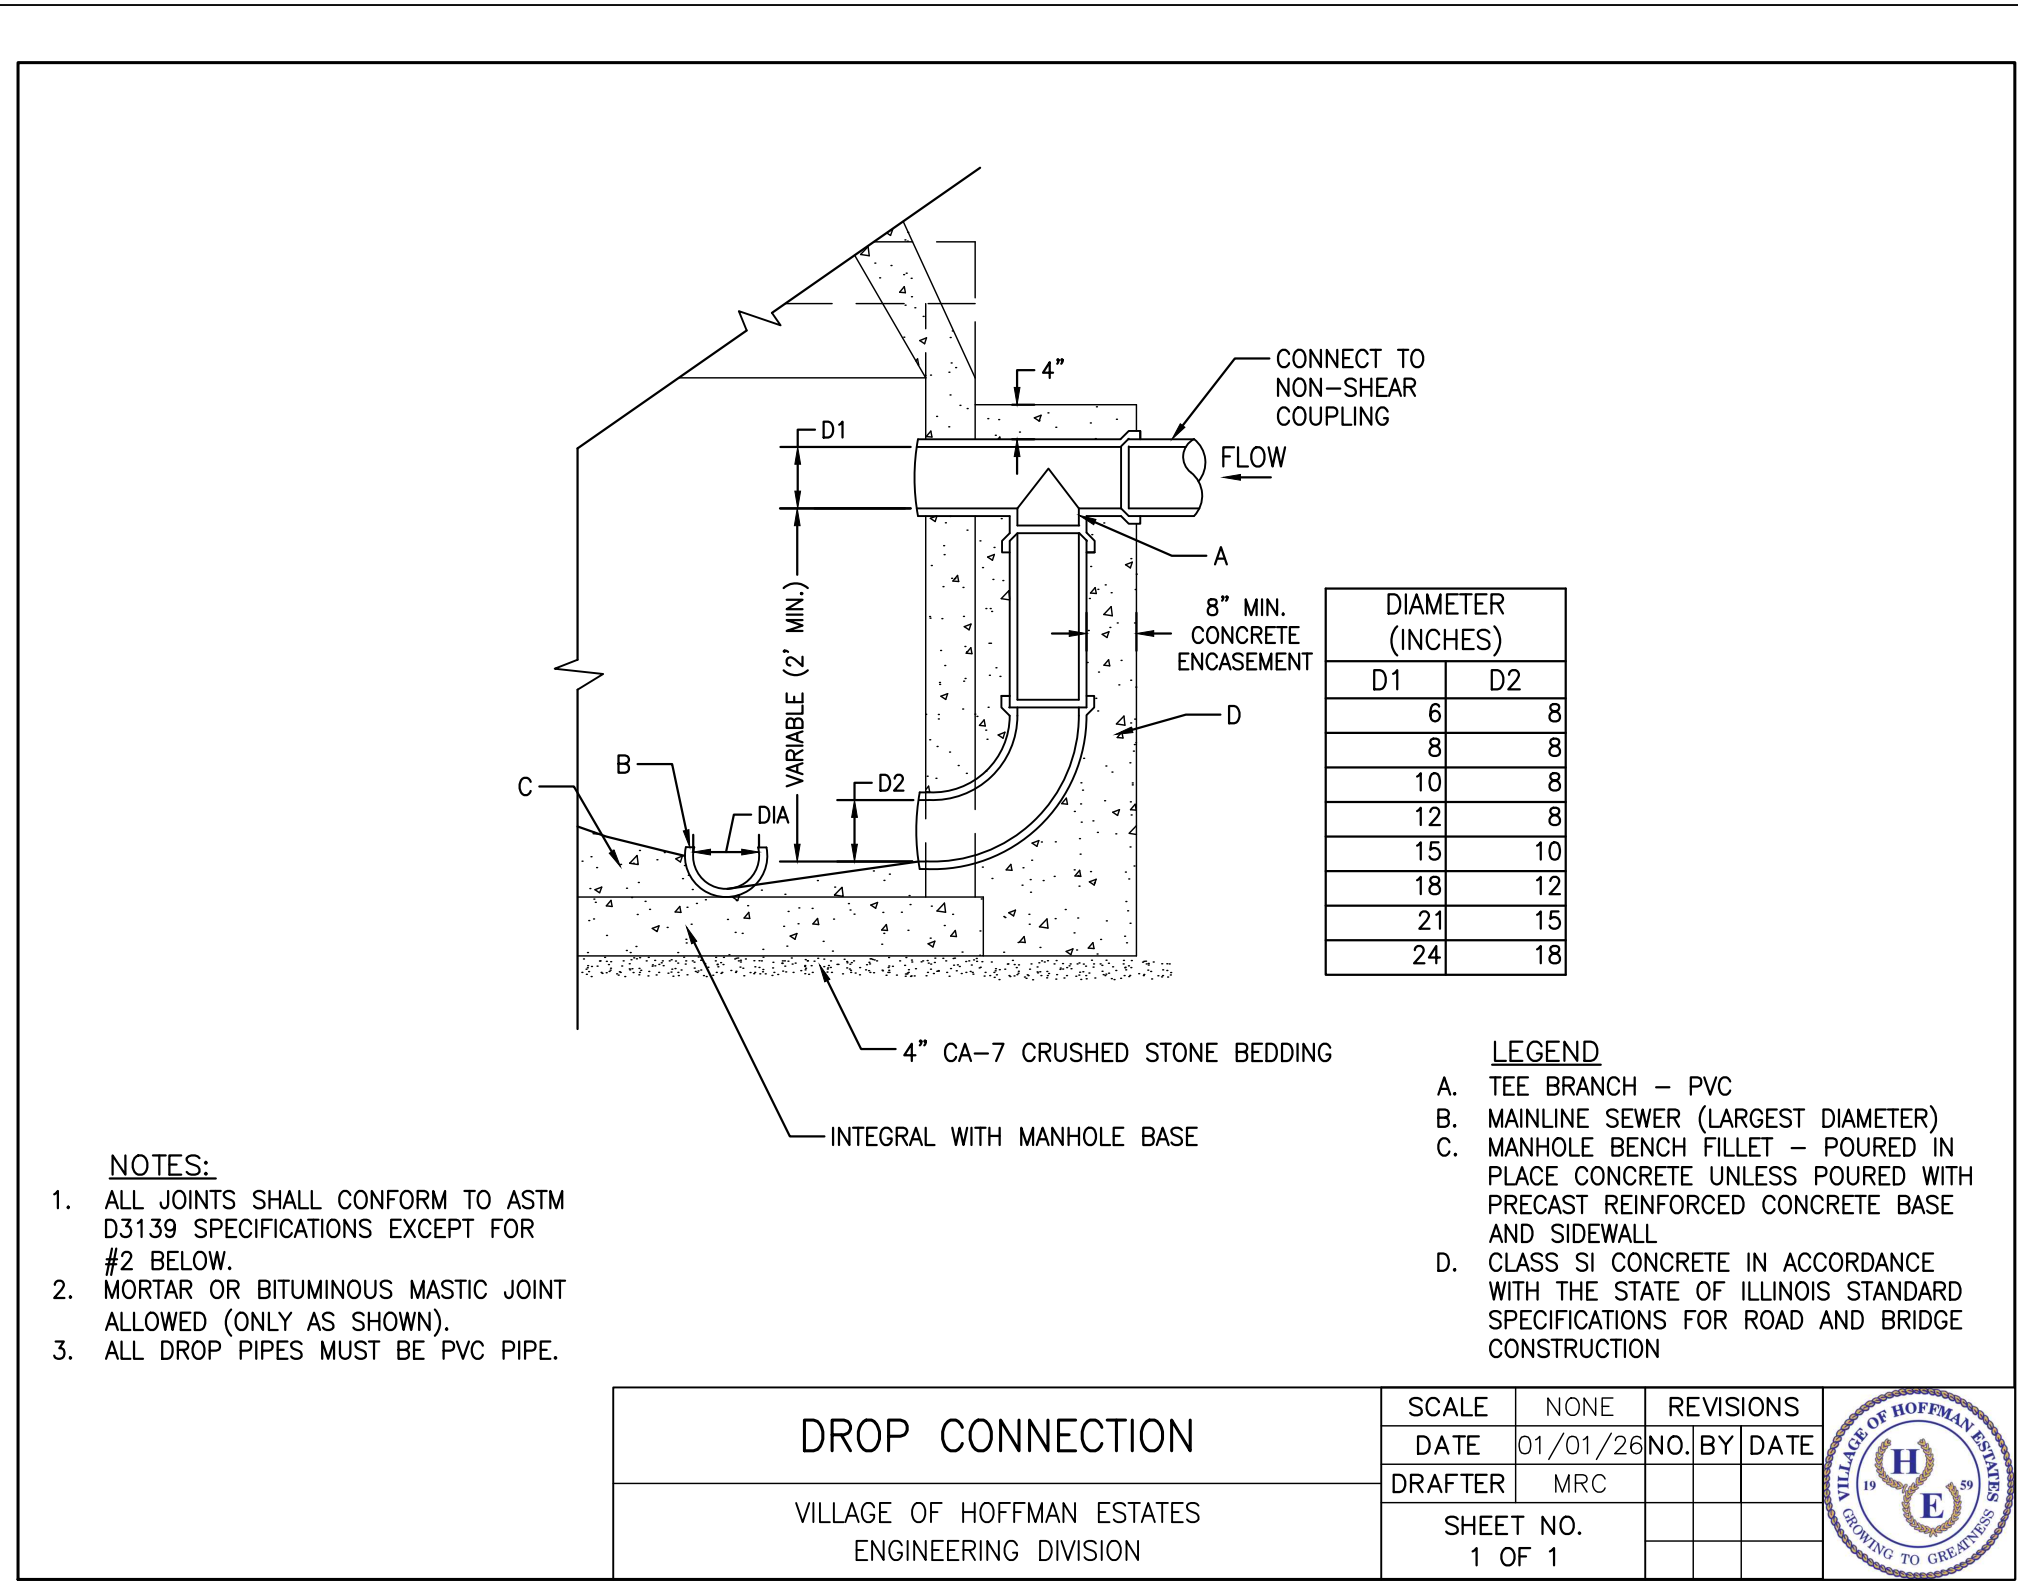 4”
CONNECT TO
NON-SHEAR
COUPLING
D1
FLOW
A
VARIABLE (2' MIN.)
8” MIN.
CONCRETE
ENCASEMENT
D
B
C
D2
DIA
DIAMETER
(INCHES)
D1 D2
6 8
8 8
10 8
12 8
15 10
18 12
21 15
24 18
4” CA-7 CRUSHED STONE BEDDING
INTEGRAL WITH MANHOLE BASE
LEGEND
A. TEE BRANCH - PVC
B. MAINLINE SEWER (LARGEST DIAMETER)
C. MANHOLE BENCH FILLET - POURED IN
PLACE CONCRETE UNLESS POURED WITH
PRECAST REINFORCED CONCRETE BASE
AND SIDEWALL
D. CLASS SI CONCRETE IN ACCORDANCE
WITH THE STATE OF ILLINOIS STANDARD
SPECIFICATIONS FOR ROAD AND BRIDGE
CONSTRUCTION
NOTES:
1. ALL JOINTS SHALL CONFORM TO ASTM
D3139 SPECIFICATIONS EXCEPT FOR
#2 BELOW.
2. MORTAR OR BITUMINOUS MASTIC JOINT
ALLOWED (ONLY AS SHOWN).
3. ALL DROP PIPES MUST BE PVC PIPE.
DROP CONNECTION
VILLAGE OF HOFFMAN ESTATES
ENGINEERING DIVISION
SCALE NONE
DATE 01/01/26
DRAFTER MRC
SHEET NO.
1 OF 1
REVISIONS
NO. BY DATE
VILLAGE OF HOFFMAN ESTATES
19 H E 59
GROWING TO GREATNESS